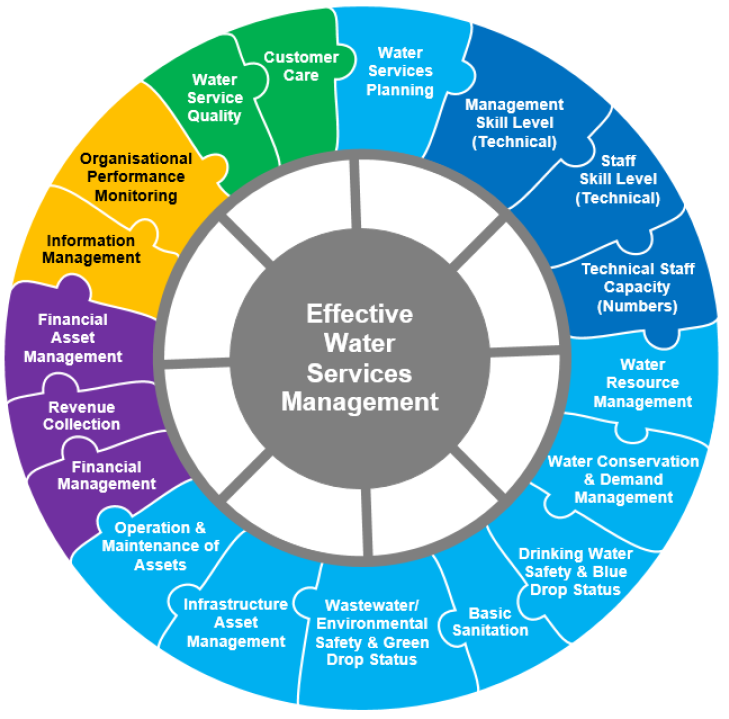 Water
Services
Planning
Management
Skill Level
(Technical)
Staff
Skill Level
(Technical)
Technical Staff
Capacity
(Numbers)
Water
Resource
Management
Water Conservation
& Demand
Management
Drinking Water
Safety & Blue
Drop Status
Basic
Sanitation
Wastewater/
Environmental
Safety & Green
Drop Status
Infrastructure
Asset
Management
Operation &
Maintenance of
Assets
Financial
Management
Revenue
Collection
Financial
Asset
Management
Information
Management
Organisational
Performance
Monitoring
Water
Service
Quality
Customer
Care
Effective
Water
Services
Management